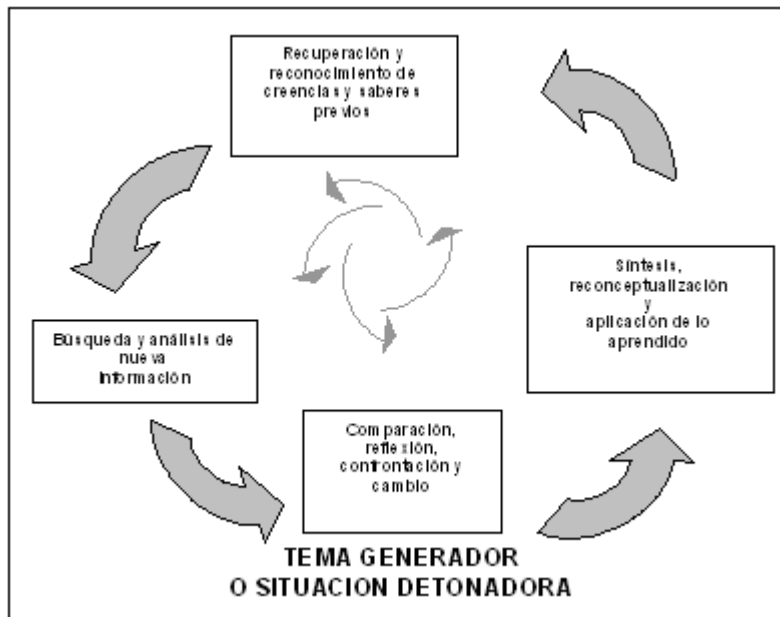 Recuperación y
reconocimiento de
creencias y saberes
previos
Búsqueda y análisis de
nueva
información
Comparación,
reflexión,
confrontación y
cambio
Síntesis,
reconceptualización
y
aplicación de lo
aprendido
TEMA GENERADOR
O SITUACION DETONADORA